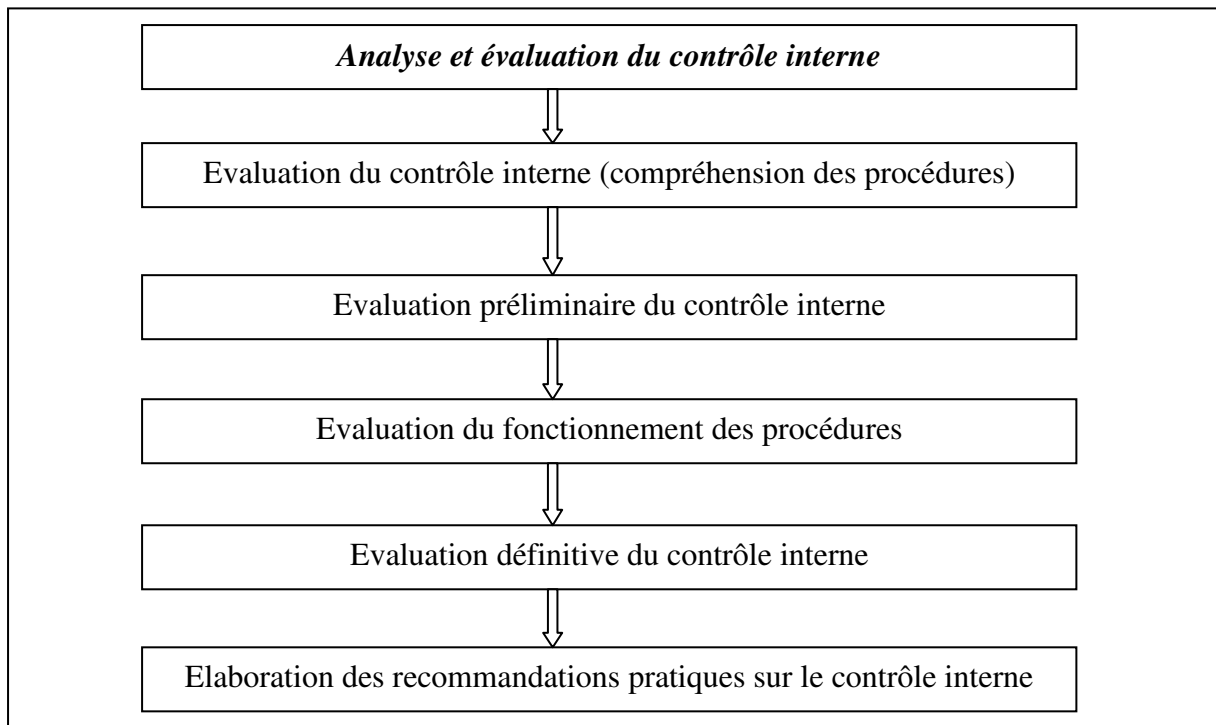 Analyse et évaluation du contrôle interne
Evaluation du contrôle interne (compréhension des procédures)
Evaluation préliminaire du contrôle interne
Evaluation du fonctionnement des procédures
Evaluation définitive du contrôle interne
Elaboration des recommandations pratiques sur le contrôle interne